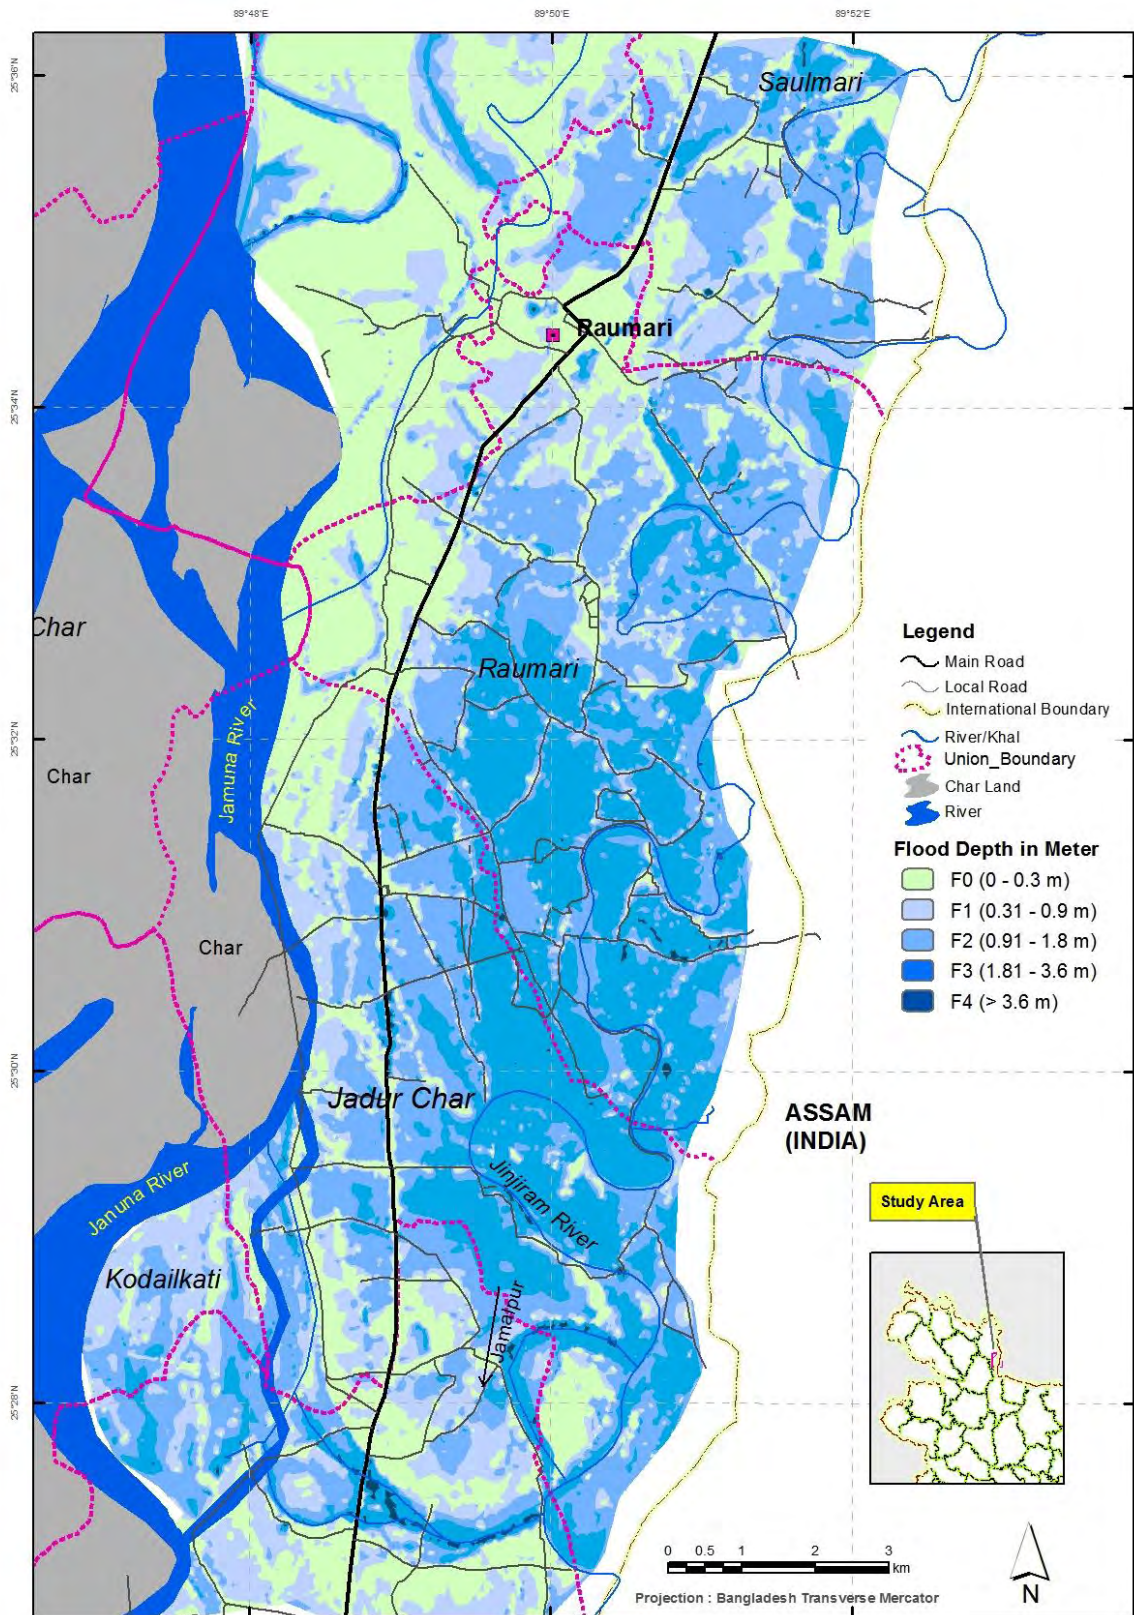 89°48'E
89°50'E
89°52'E
25°36'N
Saulmari
Raumari
25°34'N
Char
Raumari
Legend
Main Road
Local Road
International Boundary
River/Khal
Union_Boundary
Char Land
River
25°32'N
Jamuna River
Char
Flood Depth in Meter
F0 (0 - 0.3 m)
F1 (0.31 - 0.9 m)
F2 (0.91 - 1.8 m)
F3 (1.81 - 3.6 m)
F4 (> 3.6 m)
Char
25°30'N
Jadur Char
ASSAM
(INDIA)
Jinjiram River
Jamuna River
Study Area
Kodailkati
Jamalpur
25°28'N
0 0.5 1 2 3
km
N
Projection : Bangladesh Transverse Mercator